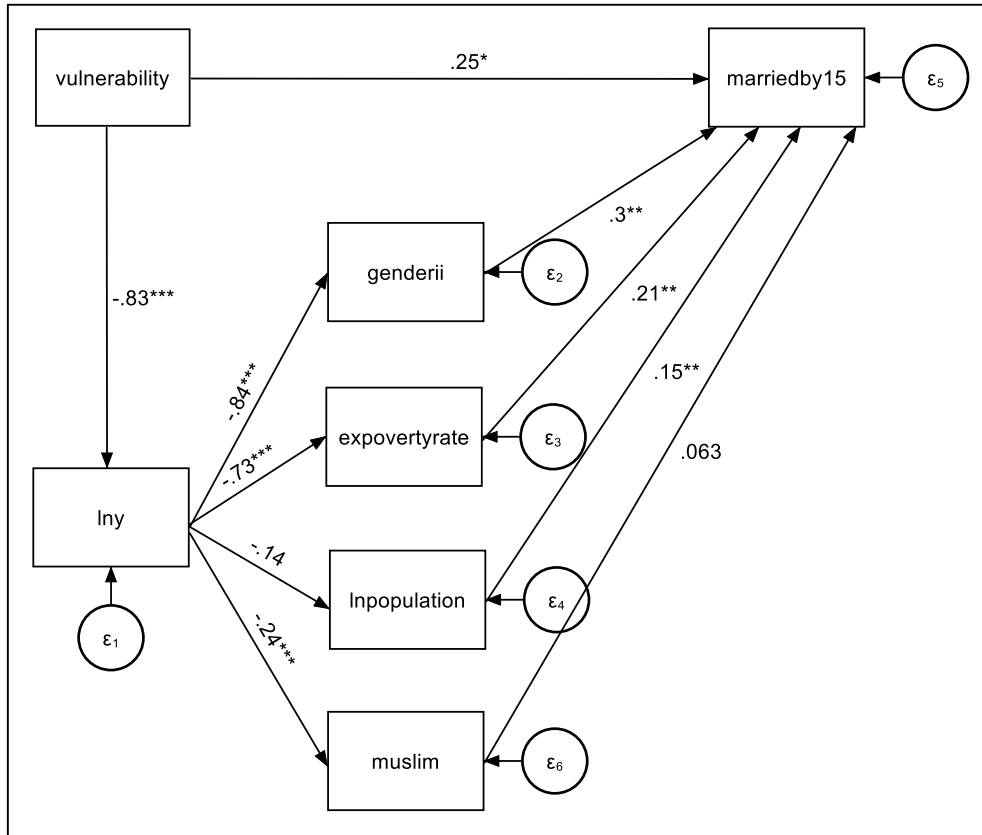 vulnerability
.25*
marriedby15
ε5
-.83***
genderii
.3**
ε2
-.84***
.21**
expovertyrate
ε3
-.73***
.15**
.063
lny
-.14
lnpopulation
ε4
ε1
-.24***
muslim
ε6